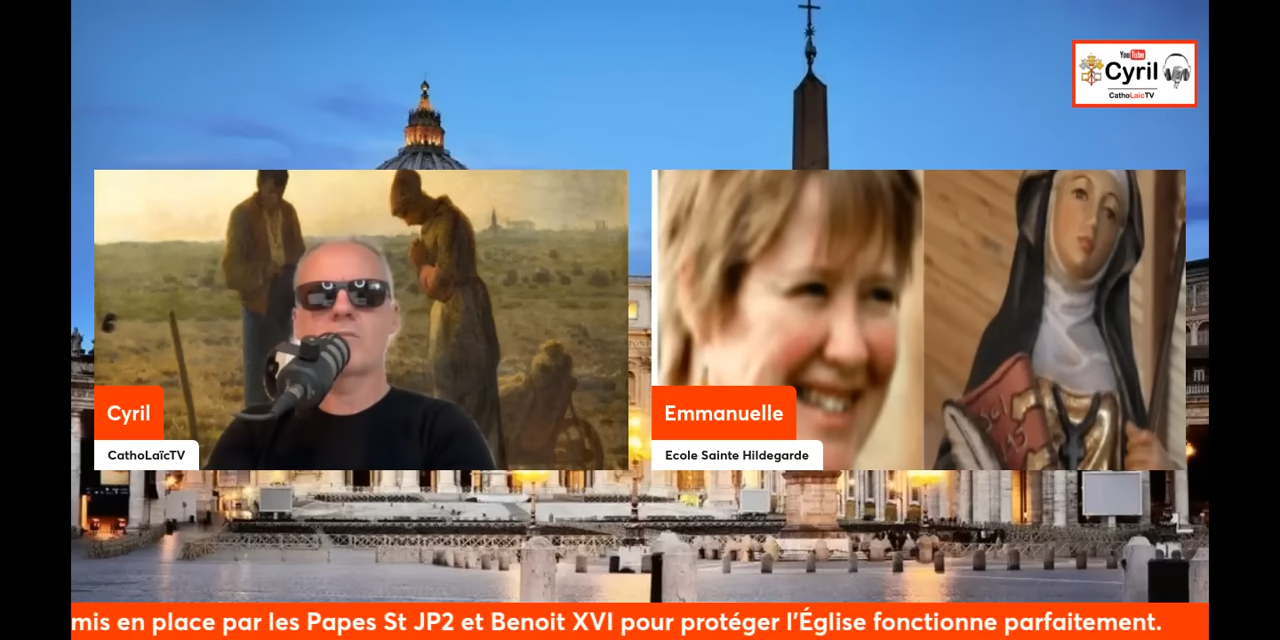 YouTube
Cyril
CathoLaïcTV
Cyril
CathoLaïcTV
Emmanuelle
Ecole Sainte Hildegarde
mis en place par les Papes St JP2 et Benoit XVI pour protéger l'Église fonctionne parfaitement.